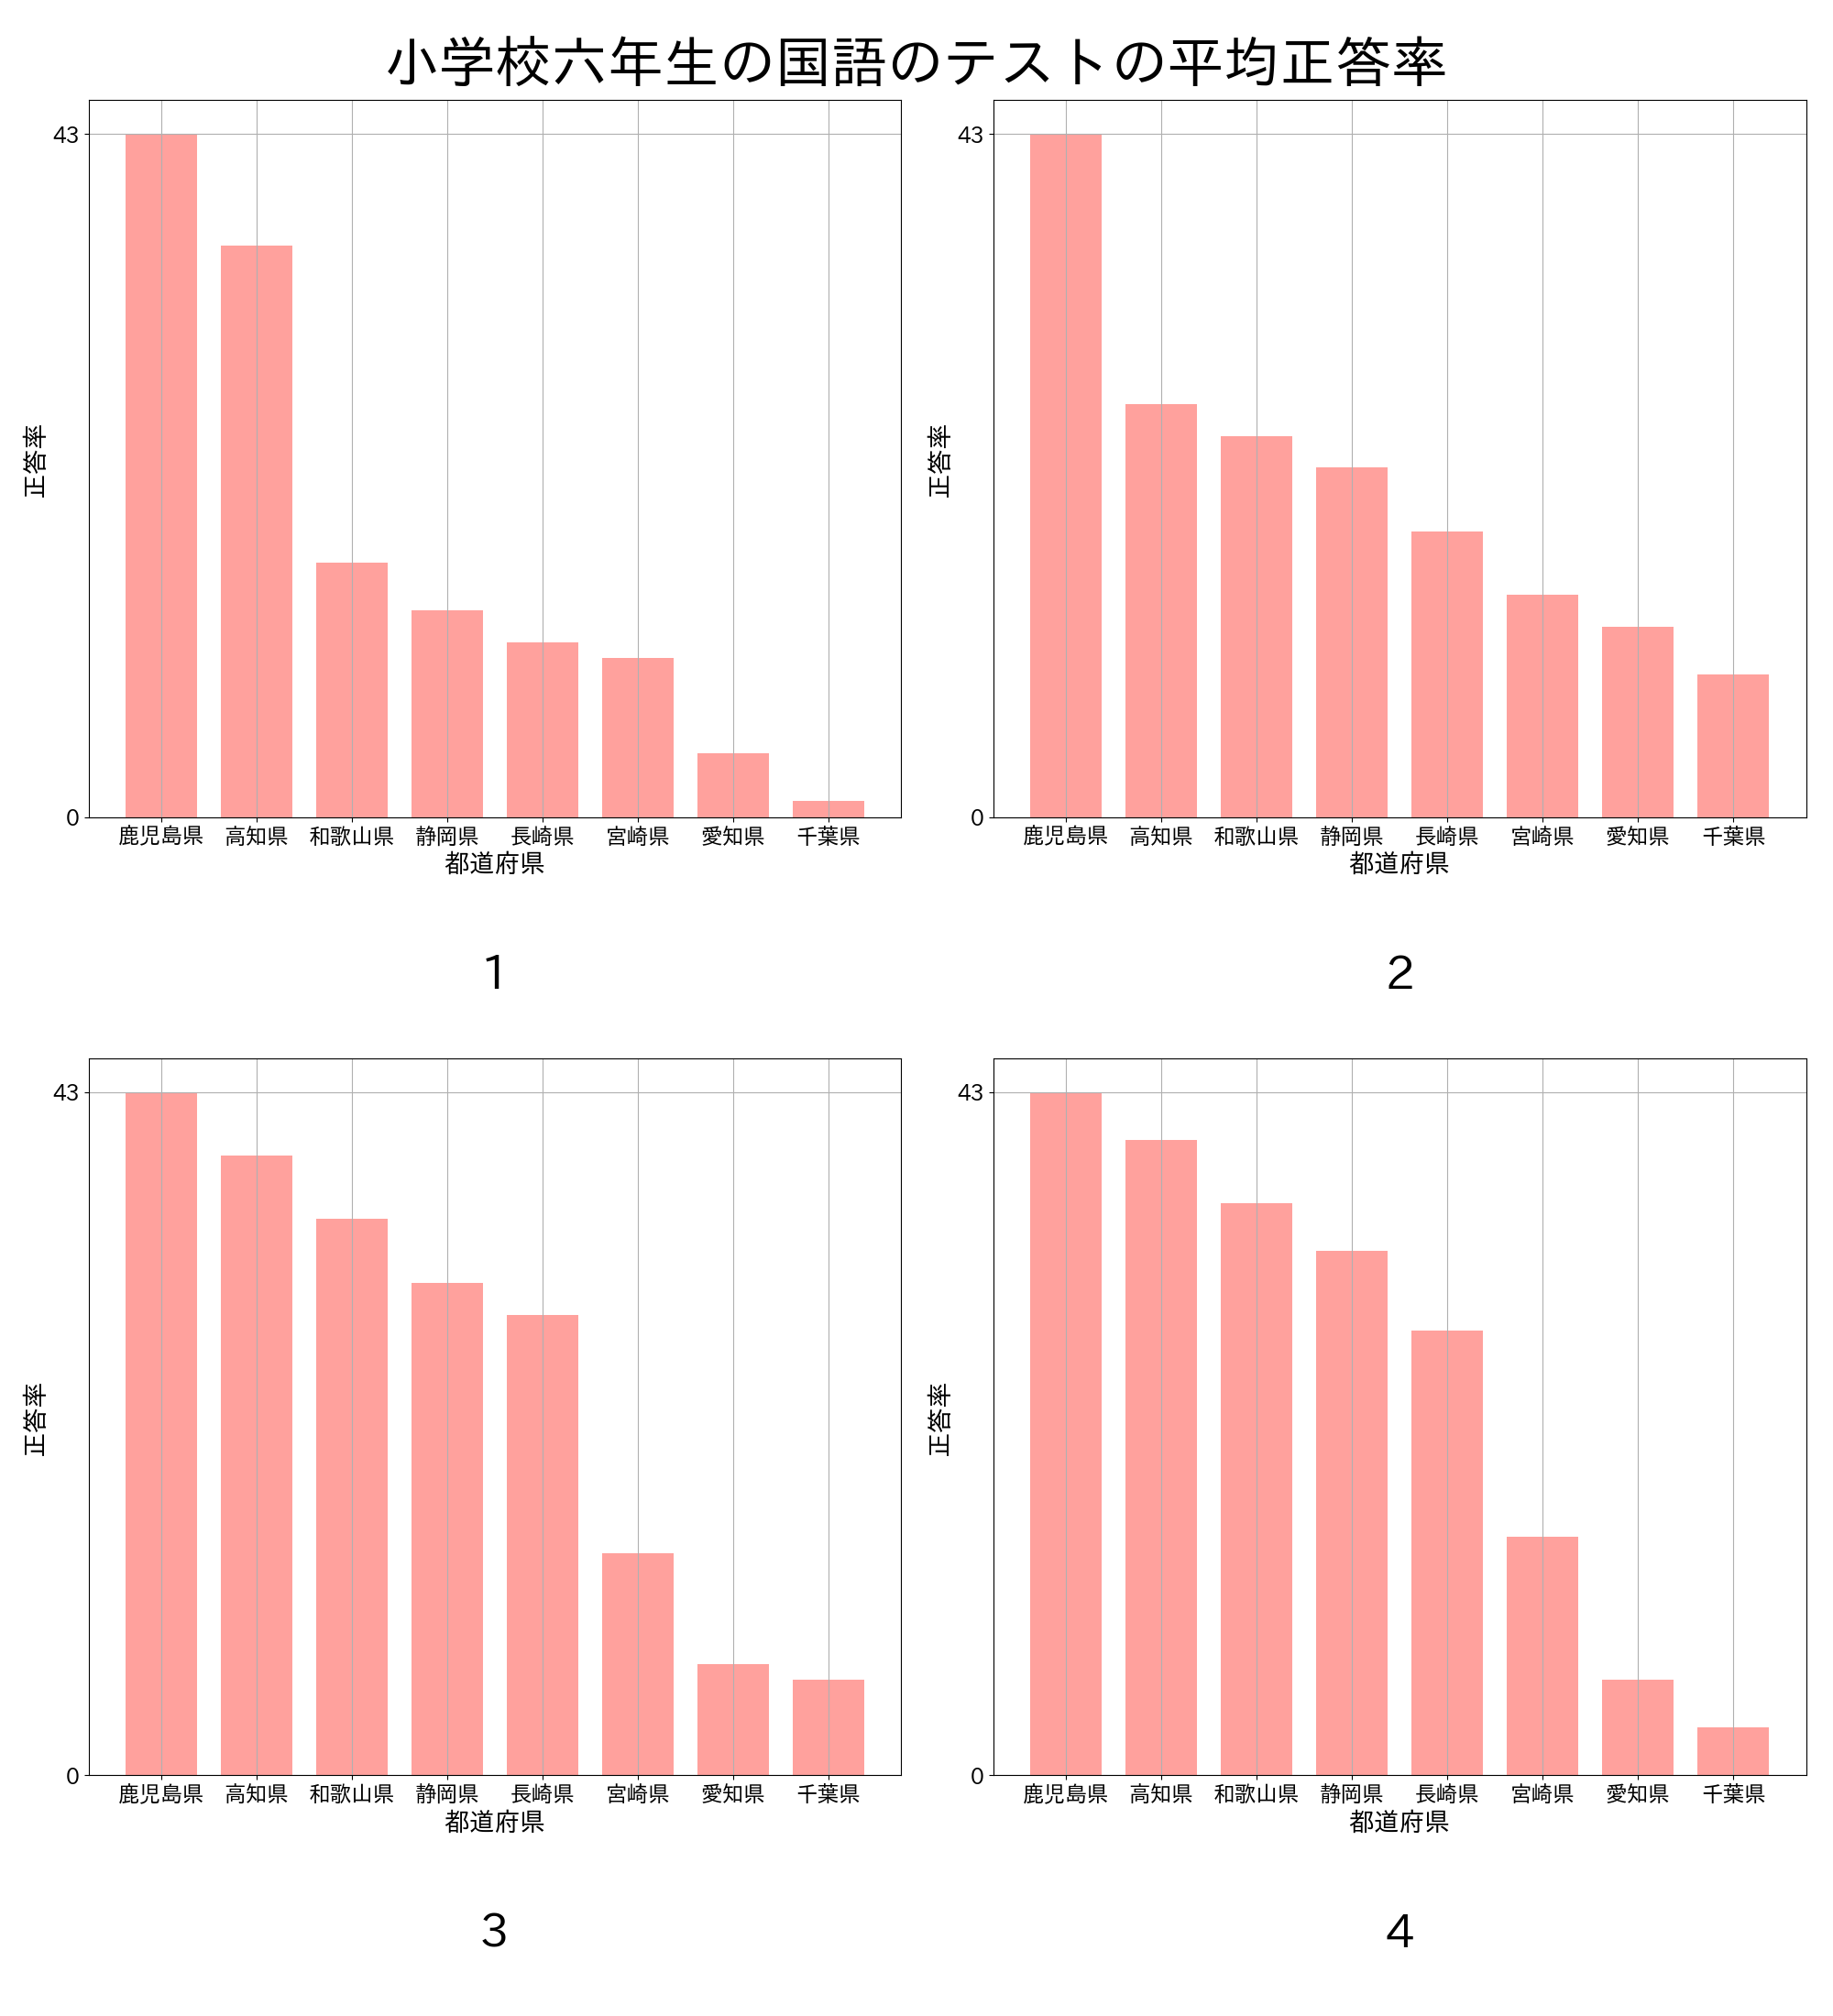 小学校六年生の国語のテストの平均正答率
43
0
正答率
鹿児島県 高知県 和歌山県 静岡県 長崎県 宮崎県 愛知県 千葉県
都道府県
1
43
0
正答率
鹿児島県 高知県 和歌山県 静岡県 長崎県 宮崎県 愛知県 千葉県
都道府県
2
43
0
正答率
鹿児島県 高知県 和歌山県 静岡県 長崎県 宮崎県 愛知県 千葉県
都道府県
3
43
0
正答率
鹿児島県 高知県 和歌山県 静岡県 長崎県 宮崎県 愛知県 千葉県
都道府県
4